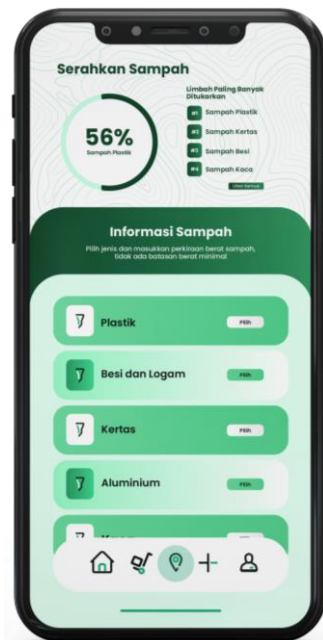 Serahkan Sampah
56%
Sampah Plastik
Limbah Paling Banyak
Ditukarkan
#1 Sampah Plastik
#2 Sampah Kertas
#3 Sampah Besi
#4 Sampah Kaca
Lihat Semua
Informasi Sampah
Pilih jenis dan masukkan perkiraan berat sampah,
tidak ada batasan berat minimal
Plastik Pilih
Besi dan Logam Pilih
Kertas Pilih
Aluminium Pilih